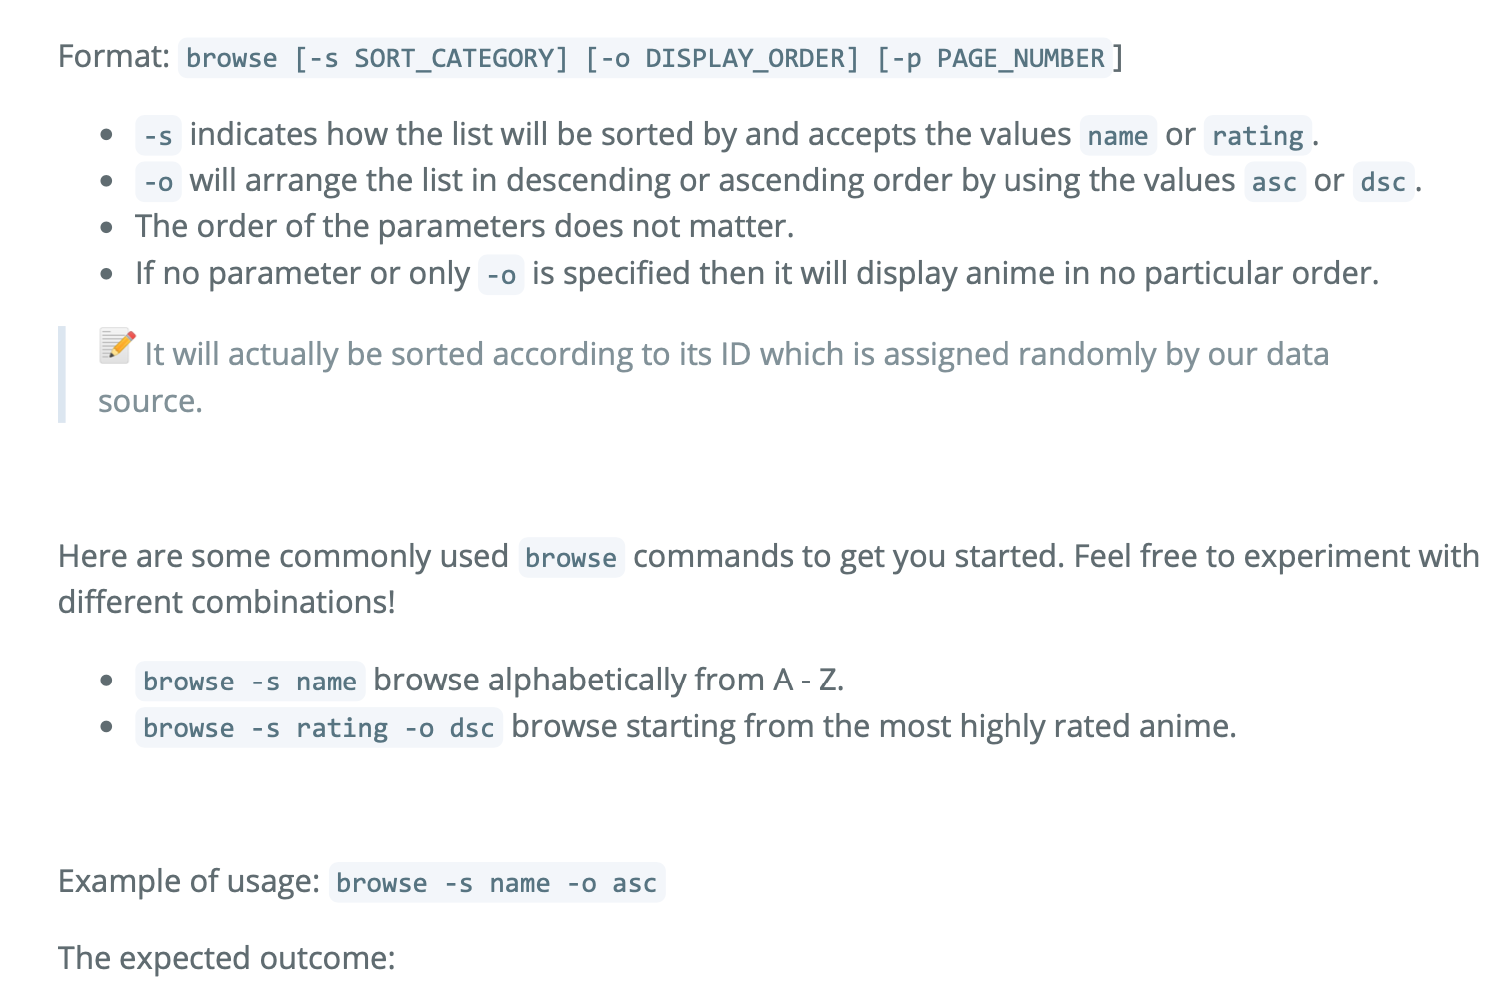 Format: browse [-s SORT_CATEGORY] [-o DISPLAY_ORDER] [-p PAGE_NUMBER]
• -s indicates how the list will be sorted by and accepts the values name or rating.
• -o will arrange the list in descending or ascending order by using the values asc or dsc.
• The order of the parameters does not matter.
• If no parameter or only -o is specified then it will display anime in no particular order.
📝 It will actually be sorted according to its ID which is assigned randomly by our data
source.
Here are some commonly used browse commands to get you started. Feel free to experiment with
different combinations!
• browse -s name browse alphabetically from A - Z.
• browse -s rating -o dsc browse starting from the most highly rated anime.
Example of usage: browse -s name -o asc
The expected outcome: